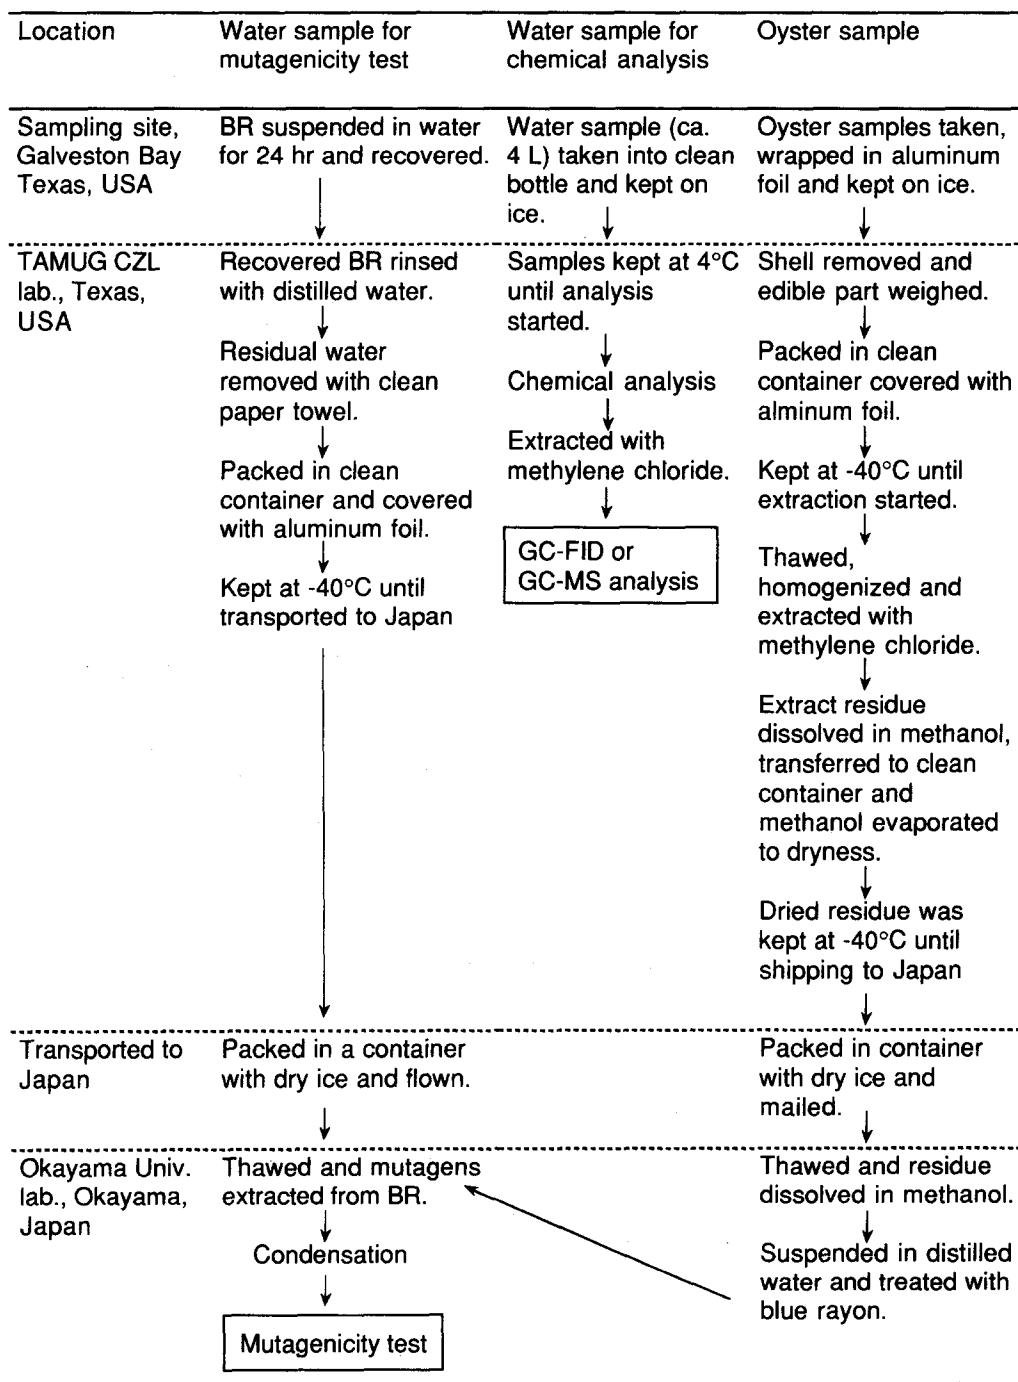 Location
Water sample for
mutagenicity test
Water sample for
chemical analysis
Oyster sample
Sampling site,
Galveston Bay
Texas, USA
BR suspended in water
for 24 hr and recovered.
Water sample (ca.
4 L) taken into clean
bottle and kept on
ice.
Oyster samples taken,
wrapped in aluminum
foil and kept on ice.
TAMUG CZL
lab., Texas,
USA
Recovered BR rinsed
with distilled water.
Residual water
removed with clean
paper towel.
Packed in clean
container and covered
with aluminum foil.
Kept at -40°C until
transported to Japan
Samples kept at 4°C
until analysis
started.
Chemical analysis
Extracted with
methylene chloride.
GC-FID or
GC-MS analysis
Shell removed and
edible part weighed.
Packed in clean
container covered with
alminum foil.
Kept at -40°C until
extraction started.
Thawed,
homogenized and
extracted with
methylene chloride.
Extract residue
dissolved in methanol,
transferred to clean
container and
methanol evaporated
to dryness.
Dried residue was
kept at -40°C until
shipping to Japan
Transported to
Japan
Packed in a container
with dry ice and flown.
Packed in container
with dry ice and
mailed.
Okayama Univ.
lab., Okayama,
Japan
Thawed and mutagens
extracted from BR.
Condensation
Mutagenicity test
Thawed and residue
dissolved in methanol.
Suspended in distilled
water and treated with
blue rayon.